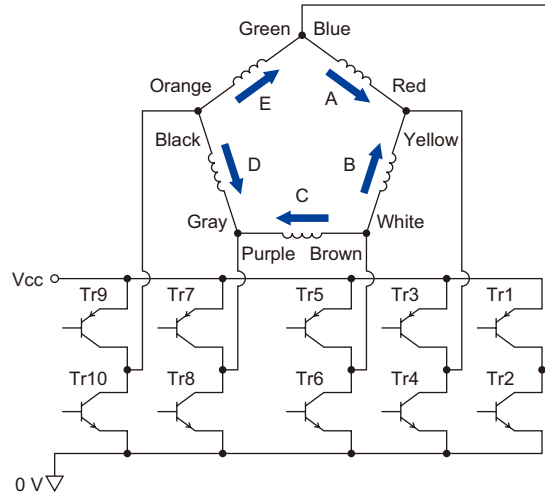 Green Blue
Orange Red
E A
Black D B Yellow
C
Gray White
Purple Brown
Vcc
Tr9 Tr7 Tr5 Tr3 Tr1
Tr10 Tr8 Tr6 Tr4 Tr2
0 V